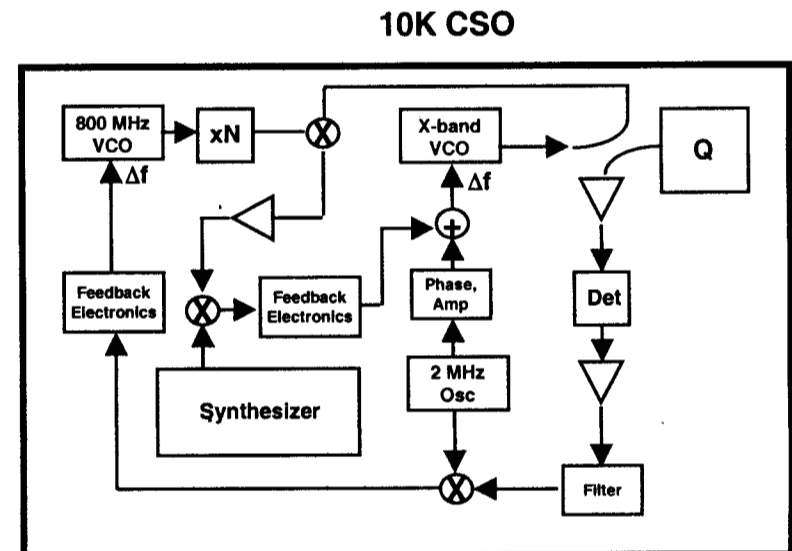 10K CSO
800 MHz
VCO
xN
X
X-band
VCO
Q
Δf
Δf
+
Feedback
Electronics
X
Feedback
Electronics
Phase,
Amp
Det
Synthesizer
2 MHz
Osc
X
Filter